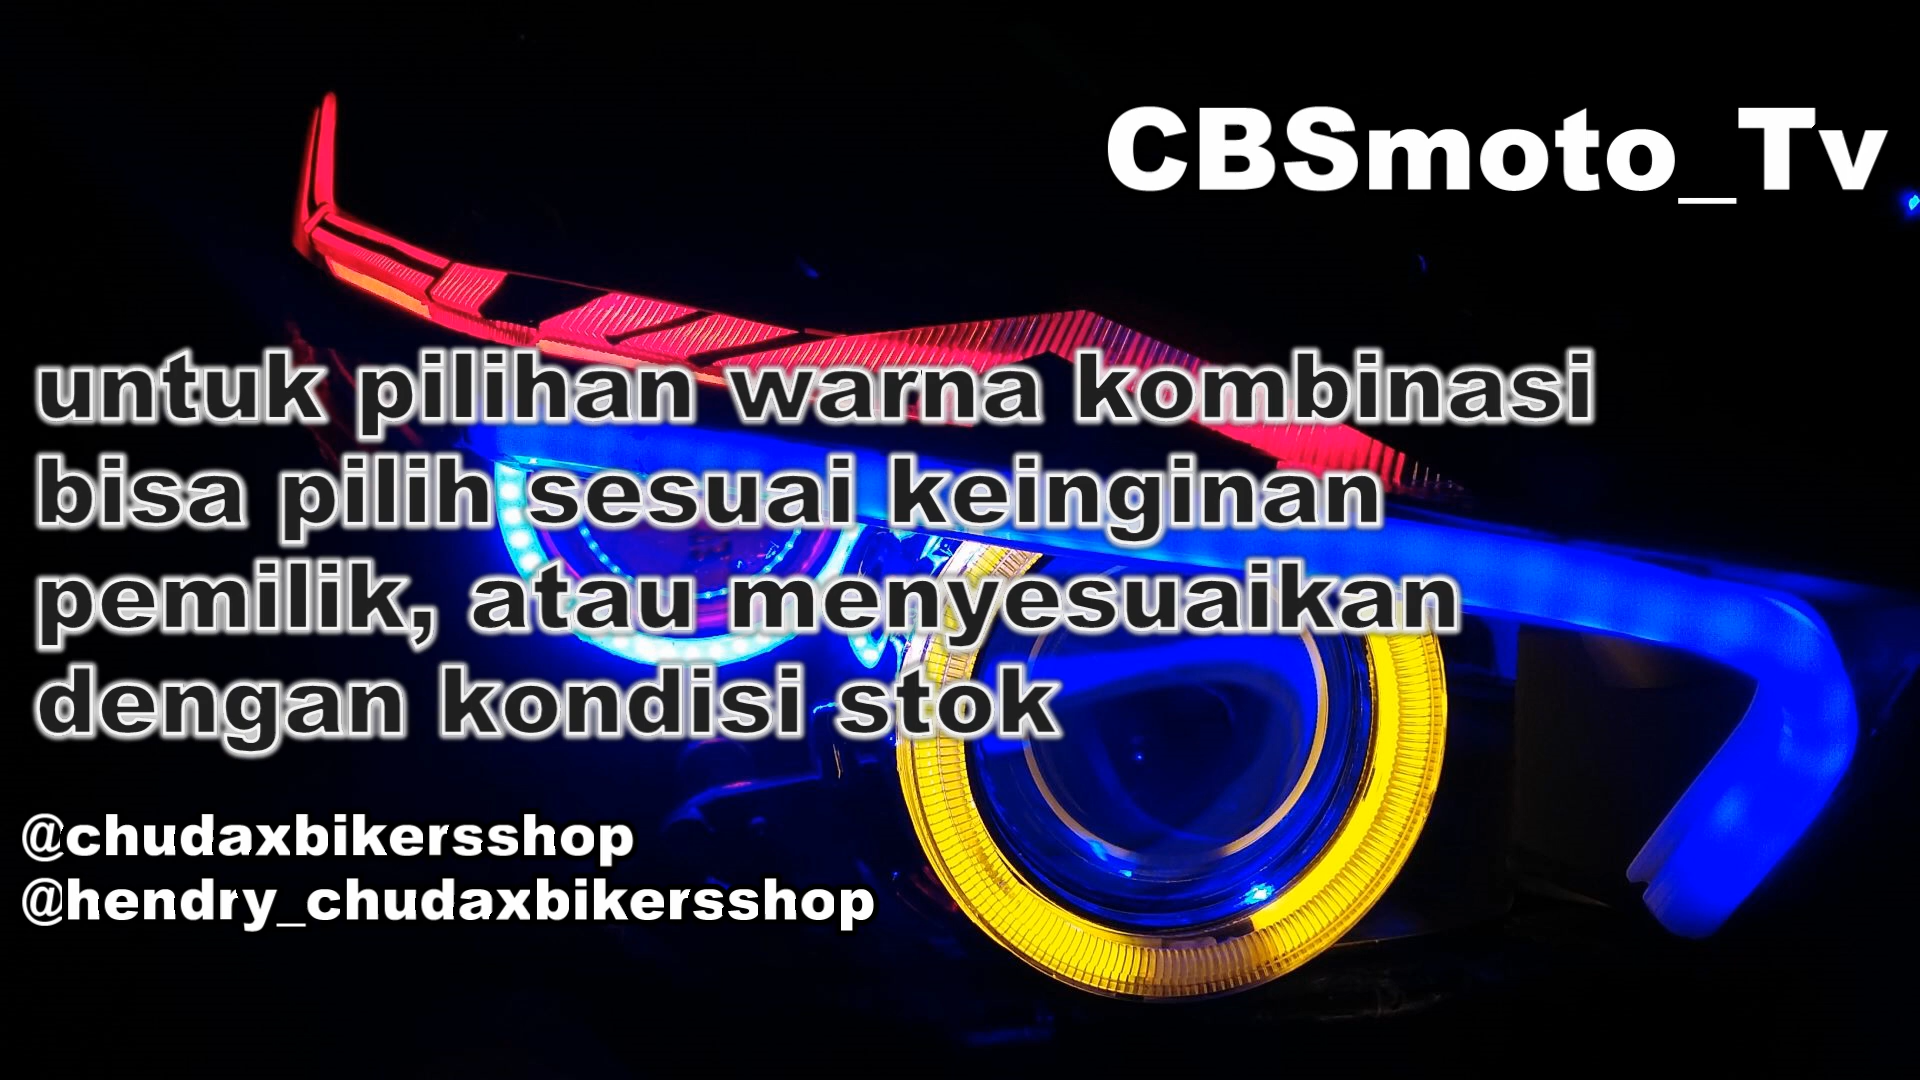 CBSmoto_Tv
untuk pilihan warna kombinasi
bisa pilih sesuai keinginan
pemilik, atau menyesuaikan
dengan kondisi stok
@chudaxbikersshop
@hendry_chudaxbikersshop